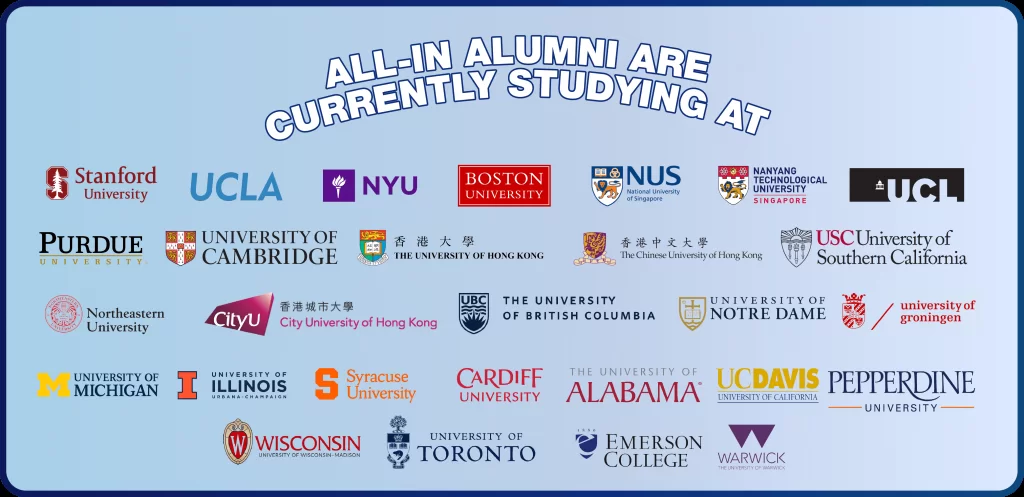 ALL-IN ALUMNI ARE
CURRENTLY STUDYING AT
Stanford
University
UCLA
NYU
BOSTON
UNIVERSITY
NUS
National University
of Singapore
NANYANG
TECHNOLOGICAL
UNIVERSITY
SINGAPORE
UCL
PURDUE
UNIVERSITY
UNIVERSITY OF
CAMBRIDGE
香港大學
THE UNIVERSITY OF HONG KONG
香港中文大學
The Chinese University of Hong Kong
USC University of
Southern California
Northeastern
University
CityU
香港城市大學
City University of Hong Kong
UBC
THE UNIVERSITY
OF BRITISH COLUMBIA
UNIVERSITY OF
NOTRE DAME
university of
groningen
M
UNIVERSITY OF
MICHIGAN
I
UNIVERSITY OF
ILLINOIS
URBANA-CHAMPAIGN
S
Syracuse
University
CARDIFF
UNIVERSITY
THE UNIVERSITY OF
ALABAMA®
UCDAVIS
UNIVERSITY OF CALIFORNIA
PEPPERDINE
UNIVERSITY
W
WISCONSIN
UNIVERSITY OF WISCONSIN-MADISON
UNIVERSITY OF
TORONTO
EMERSON
COLLEGE
WARWICK
THE UNIVERSITY OF WARWICK